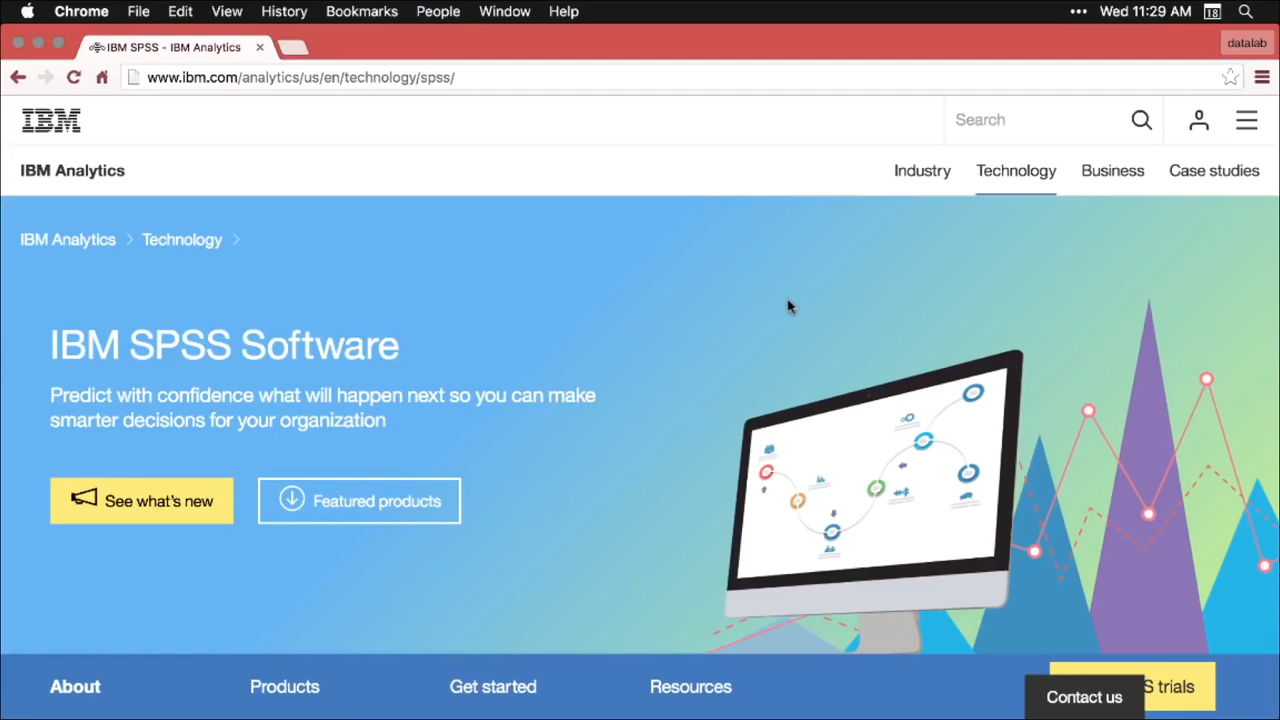 Chrome File Edit View History Bookmarks People Window Help ••• Wed 11:29 AM 18
IBM SPSS - IBM Analytics × datalab
www.ibm.com/analytics/us/en/technology/spss/
IBM Search
IBM Analytics Industry Technology Business Case studies
IBM Analytics > Technology >
IBM SPSS Software
Predict with confidence what will happen next so you can make
smarter decisions for your organization
See what's new Featured products
About Products Get started Resources S trials
Contact us